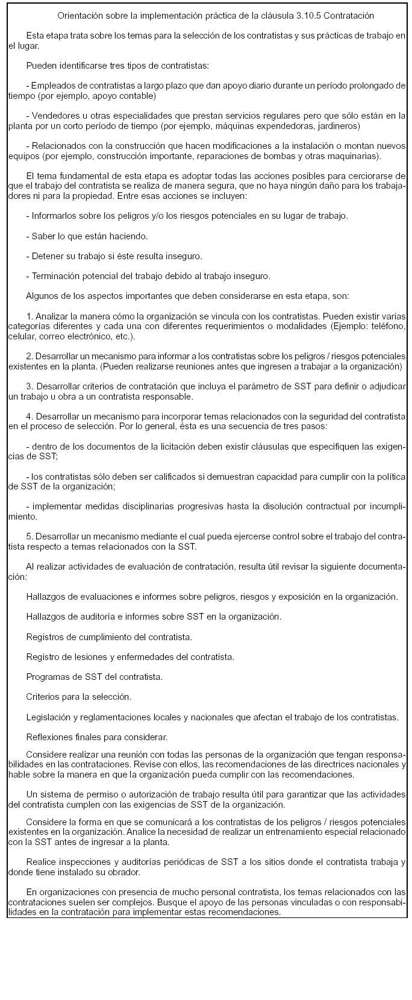 Orientación sobre la implementación práctica de la cláusula 3.10.5 Contratación
Esta etapa trata sobre los temas para la selección de los contratistas y sus prácticas de trabajo en
el lugar.
Pueden identificarse tres tipos de contratistas:
- Empleados de contratistas a largo plazo que dan apoyo diario durante un período prolongado de
tiempo (por ejemplo, apoyo contable)
- Vendedores u otras especialidades que prestan servicios regulares pero que sólo están en la
planta por un corto período de tiempo (por ejemplo, máquinas expendedoras, jardineros)
- Relacionados con la construcción que hacen modificaciones a la instalación o montan nuevos
equipos (por ejemplo, construcción importante, reparaciones de bombas y otras maquinarias).
El tema fundamental de esta etapa es adoptar todas las acciones posibles para cerciorarse de
que el trabajo del contratista se realiza de manera segura, que no haya ningún daño para los trabaja-
dores ni para la propiedad. Entre esas acciones se incluyen:
- Informarlos sobre los peligros y/o los riesgos potenciales en su lugar de trabajo.
- Saber lo que están haciendo.
- Detener su trabajo si éste resulta inseguro.
- Terminación potencial del trabajo debido al trabajo inseguro.
Algunos de los aspectos importantes que deben considerarse en esta etapa, son:
1. Analizar la manera cómo la organización se vincula con los contratistas. Pueden existir varias
categorías diferentes y cada una con diferentes requerimientos o modalidades (Ejemplo: teléfono,
celular, correo electrónico, etc.).
2. Desarrollar un mecanismo para informar a los contratistas sobre los peligros / riesgos potenciales
existentes en la planta. (Pueden realizarse reuniones antes que ingresen a trabajar a la organización)
3. Desarrollar criterios de contratación que incluya el parámetro de SST para definir o adjudicar
un trabajo u obra a un contratista responsable.
4. Desarrollar un mecanismo para incorporar temas relacionados con la seguridad del contratista
en el proceso de selección. Por lo general, ésta es una secuencia de tres pasos:
- dentro de los documentos de la licitación deben existir cláusulas que especifiquen las exigen-
cias de SST;
- los contratistas sólo deben ser calificados si demuestran capacidad para cumplir con la política
de SST de la organización;
- implementar medidas disciplinarias progresivas hasta la disolución contractual por incumpli-
miento.
5. Desarrollar un mecanismo mediante el cual pueda ejercerse control sobre el trabajo del contra-
tista respecto a temas relacionados con la SST.
Al realizar actividades de evaluación de contratación, resulta útil revisar la siguiente documenta-
ción:
Hallazgos de evaluaciones e informes sobre peligros, riesgos y exposición en la organización.
Hallazgos de auditoría e informes sobre SST en la organización.
Registros de cumplimiento del contratista.
Registro de lesiones y enfermedades del contratista.
Programas de SST del contratista.
Criterios para la selección.
Legislación y reglamentaciones locales y nacionales que afectan el trabajo de los contratistas.
Reflexiones finales para considerar.
Considere realizar una reunión con todas las personas de la organización que tengan responsa-
bilidades en las contrataciones. Revise con ellos, las recomendaciones de las directrices nacionales y
hable sobre la manera en que la organización pueda cumplir con las recomendaciones.
Un sistema de permiso o autorización de trabajo resulta útil para garantizar que las actividades
del contratista cumplen con las exigencias de SST de la organización.
Considere la forma en que se comunicará a los contratistas de los peligros / riesgos potenciales
existentes en la organización. Analice la necesidad de realizar un entrenamiento especial relacionado
con la SST antes de ingresar a la planta.
Realice inspecciones y auditorías periódicas de SST a los sitios donde el contratista trabaja y
donde tiene instalado su obrador.
En organizaciones con presencia de mucho personal contratista, los temas relacionados con las
contrataciones suelen ser complejos. Busque el apoyo de las personas vinculadas o con responsabi-
lidades en la contratación para implementar estas recomendaciones.